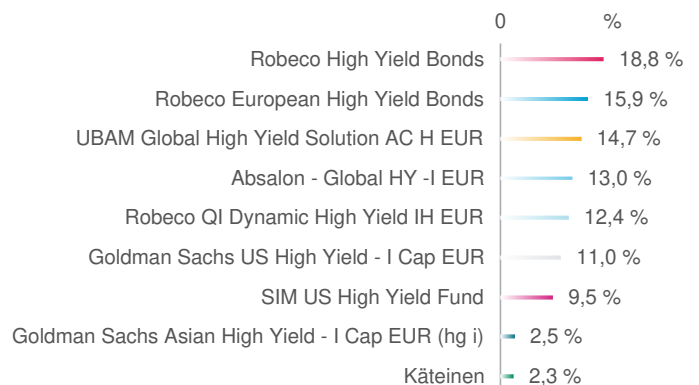 0 %
Robeco High Yield Bonds 18,8 %
Robeco European High Yield Bonds 15,9 %
UBAM Global High Yield Solution AC H EUR 14,7 %
Absalon - Global HY -I EUR 13,0 %
Robeco QI Dynamic High Yield IH EUR 12,4 %
Goldman Sachs US High Yield - I Cap EUR 11,0 %
SIM US High Yield Fund 9,5 %
Goldman Sachs Asian High Yield - I Cap EUR (hg i) 2,5 %
Käteinen 2,3 %